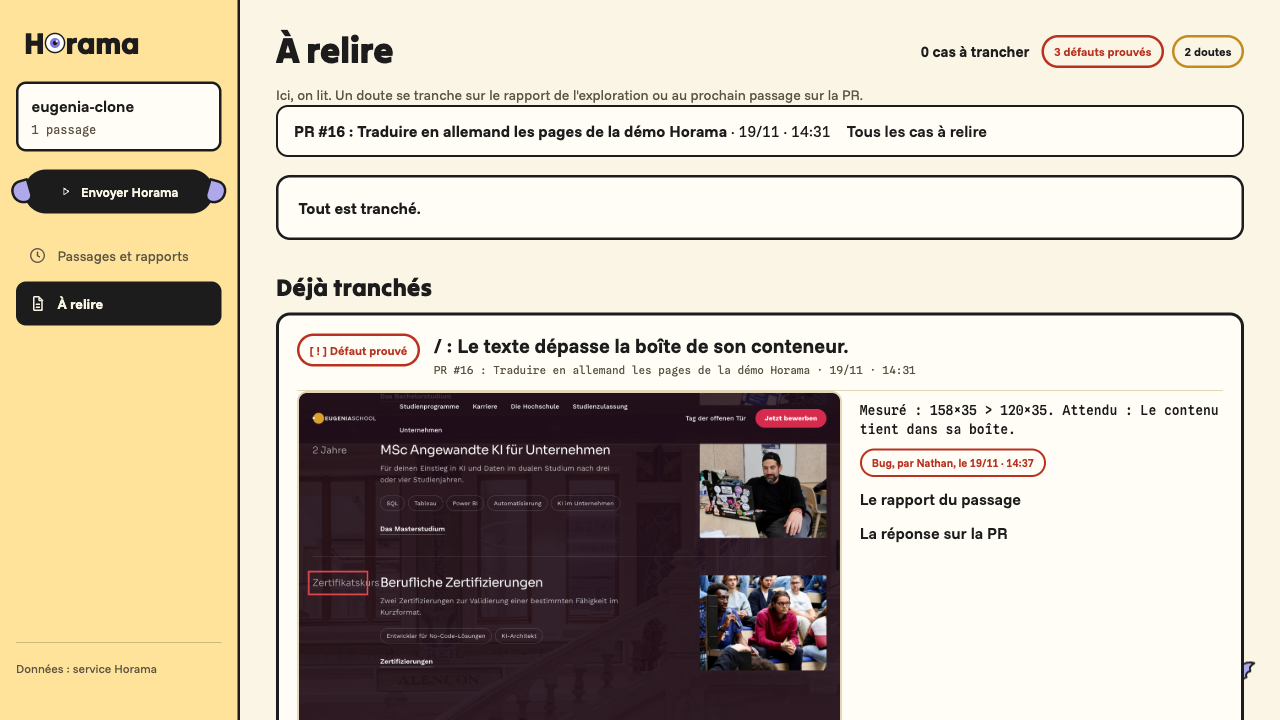 Horama
eugenia-clone
1 passage
Envoyer Horama
Passages et rapports
À relire
Données : service Horama
À relire
0 cas à trancher
3 défauts prouvés
2 doutes
Ici, on lit. Un doute se tranche sur le rapport de l'exploration ou au prochain passage sur la PR.
PR #16 : Traduire en allemand les pages de la démo Horama · 19/11 · 14:31 Tous les cas à relire
Tout est tranché.
Déjà tranchés
[ ! ] Défaut prouvé
/ : Le texte dépasse la boîte de son conteneur.
PR #16 : Traduire en allemand les pages de la démo Horama · 19/11 · 14:31
Das Bachelorstudium
EUGENIASCHOOL
Studienprogramme Karriere Die Hochschule Studienzulassung
Unternehmen
Tag der offenen Tür
Jetzt bewerben
2 Jahre
MSc Angewandte KI für Unternehmen
Für deinen Einstieg in KI und Daten im dualen Studium nach drei
oder vier Studienjahren.
SQL Tableau Power BI Automatisierung KI im Unternehmen
Das Masterstudium
Zertifikatskurs
Berufliche Zertifizierungen
Zwei Zertifizierungen zur Validierung einer bestimmten Fähigkeit im
Kurzformat.
Entwickler für No-Code-Lösungen KI-Architekt
Zertifizierungen
ALENÇON
Mesuré : 158×35 > 120×35. Attendu : Le contenu
tient dans sa boîte.
Bug, par Nathan, le 19/11 · 14:37
Le rapport du passage
La réponse sur la PR